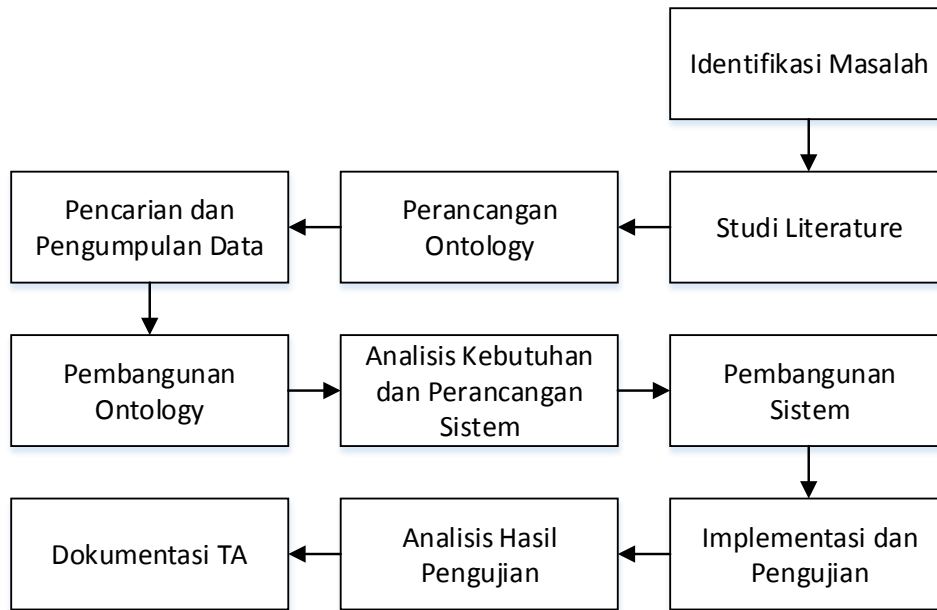 Identifikasi Masalah
Studi Literature
Perancangan
Ontology
Pencarian dan
Pengumpulan Data
Pembangunan
Ontology
Analisis Kebutuhan
dan Perancangan
Sistem
Pembangunan
Sistem
Implementasi dan
Pengujian
Analisis Hasil
Pengujian
Dokumentasi TA